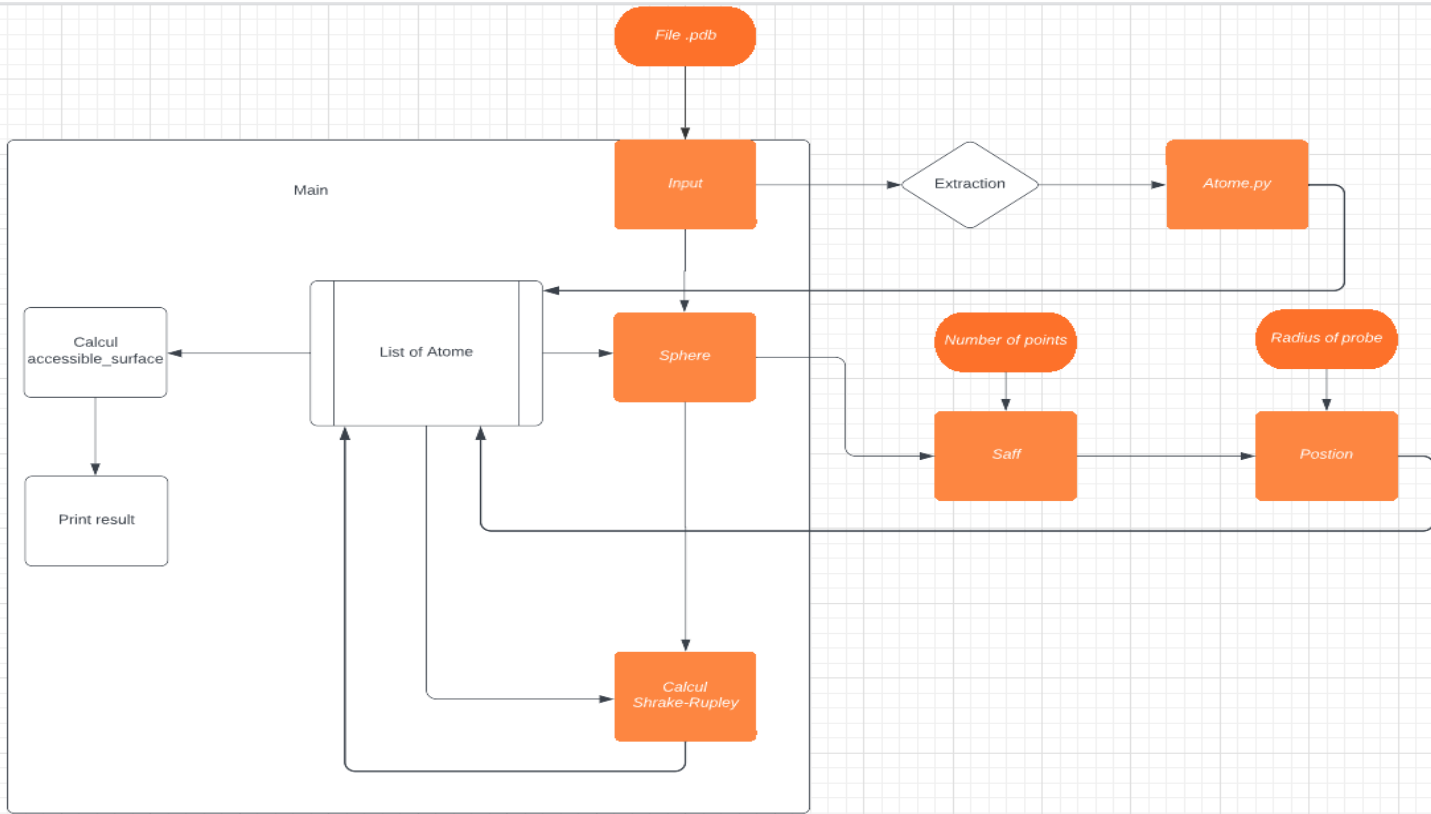 File .pdb
Main
Input
Extraction
Atome.py
Calcul
accessible_surface
List of Atome
Sphere
Number of points
Radius of probe
Saff
Postion
Print result
Calcul
Shrake-Rupley